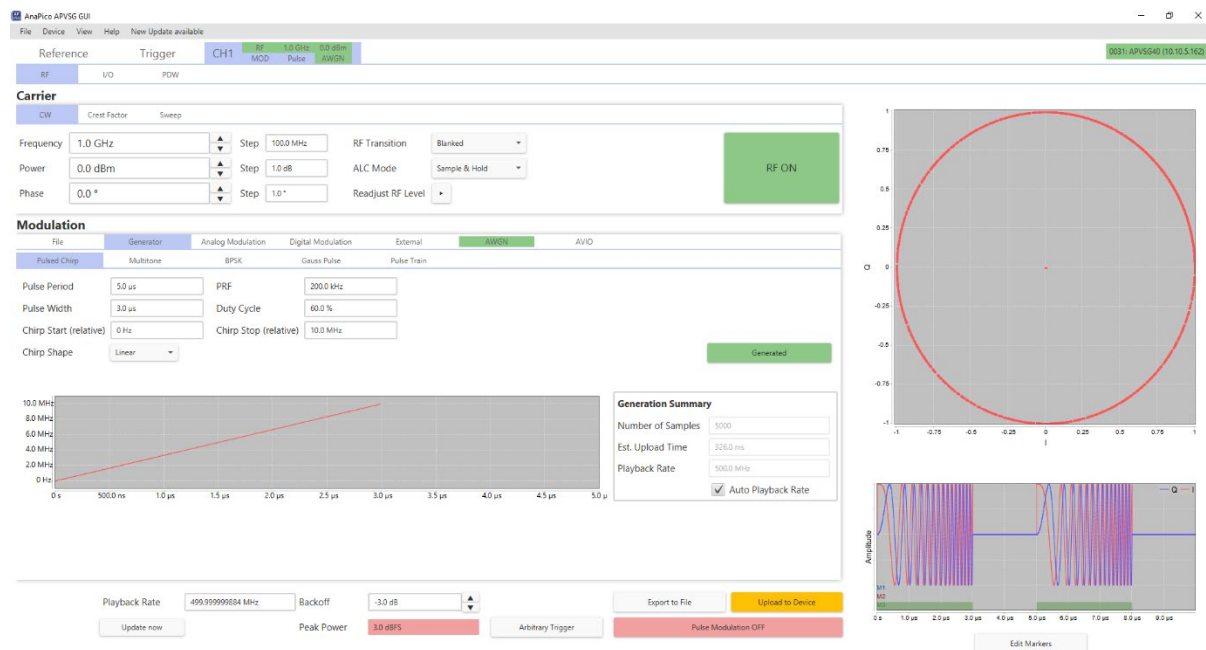 AnaPico APVSG GUI
File Device View Help New Update available
Reference Trigger CH1 RF 1.0 GHz 0.0 dBm
MOD Pulse AWGN
0031: APVSG40 (10.10.5.162)
RF I/O PDW
Carrier
CW Crest Factor Sweep
Frequency 1.0 GHz Step 100.0 MHz RF Transition Blanked
Power 0.0 dBm Step 1.0 dB ALC Mode Sample & Hold
Phase 0.0 ° Step 1.0 ° Readjust RF Level
RF ON
Modulation
File Generator Analog Modulation Digital Modulation External AWGN AVIO
Pulsed Chirp Multitone BPSK Gauss Pulse Pulse Train
Pulse Period 5.0 µs PRF 200.0 kHz
Pulse Width 3.0 µs Duty Cycle 60.0 %
Chirp Start (relative) 0 Hz Chirp Stop (relative) 10.0 MHz
Chirp Shape Linear Generated
10.0 MHz
8.0 MHz
6.0 MHz
4.0 MHz
2.0 MHz
0 Hz
0 s 500.0 ns 1.0 µs 1.5 µs 2.0 µs 2.5 µs 3.0 µs 3.5 µs 4.0 µs 4.5 µs 5.0 µ
Generation Summary
Number of Samples 5000
Est. Upload Time 326.0 ms
Playback Rate 500.0 MHz
Auto Playback Rate
Playback Rate 499.999999884 MHz Backoff -3.0 dB Export to File Upload to Device
Update now Peak Power 3.0 dBFS Arbitrary Trigger Pulse Modulation OFF
1
0.75
0.5
0.25
Q 0
-0.25
-0.5
-0.75
-1
-1 -0.75 -0.5 -0.25 0 0.25 0.5 0.75 1
I
Q I
Amplitude
M1
M2
M3
0 s 1.0 µs 2.0 µs 3.0 µs 4.0 µs 5.0 µs 6.0 µs 7.0 µs 8.0 µs 9.0 µs
Edit Markers